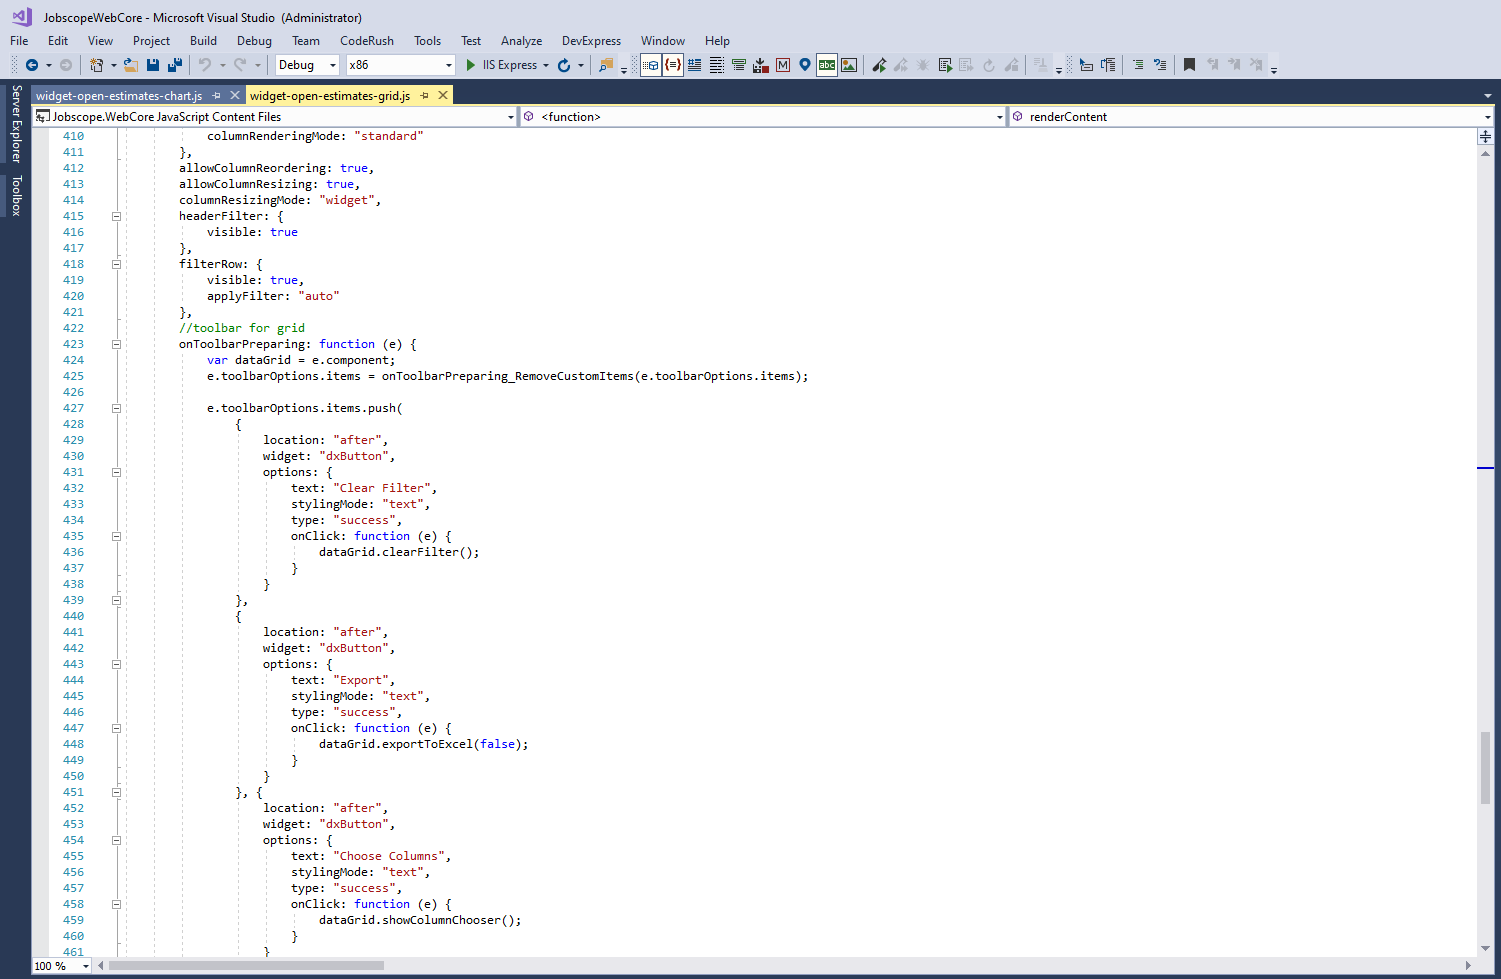 JobscopeWebCore - Microsoft Visual Studio  (Administrator)
File Edit View Project Build Debug Team CodeRush Tools Test Analyze DevExpress Window Help
Debug x86 IIS Express abc M
widget-open-estimates-chart.js widget-open-estimates-grid.js
Server Explorer
Toolbox
Jobscope.WebCore JavaScript Content Files <function> renderContent
410 columnRenderingMode: "standard"
411 },
412 allowColumnReordering: true,
413 allowColumnResizing: true,
414 columnResizingMode: "widget",
415 headerFilter: {
416 visible: true
417 },
418 filterRow: {
419 visible: true,
420 applyFilter: "auto"
421 },
422 //toolbar for grid
423 onToolbarPreparing: function (e) {
424 var dataGrid = e.component;
425 e.toolbarOptions.items = onToolbarPreparing_RemoveCustomItems(e.toolbarOptions.items);
426
427 e.toolbarOptions.items.push(
428 {
429 location: "after",
430 widget: "dxButton",
431 options: {
432 text: "Clear Filter",
433 stylingMode: "text",
434 type: "success",
435 onClick: function (e) {
436 dataGrid.clearFilter();
437 }
438 }
439 },
440 {
441 location: "after",
442 widget: "dxButton",
443 options: {
444 text: "Export",
445 stylingMode: "text",
446 type: "success",
447 onClick: function (e) {
448 dataGrid.exportToExcel(false);
449 }
450 }
451 }, {
452 location: "after",
453 widget: "dxButton",
454 options: {
455 text: "Choose Columns",
456 stylingMode: "text",
457 type: "success",
458 onClick: function (e) {
459 dataGrid.showColumnChooser();
460 }
461 }
100 %